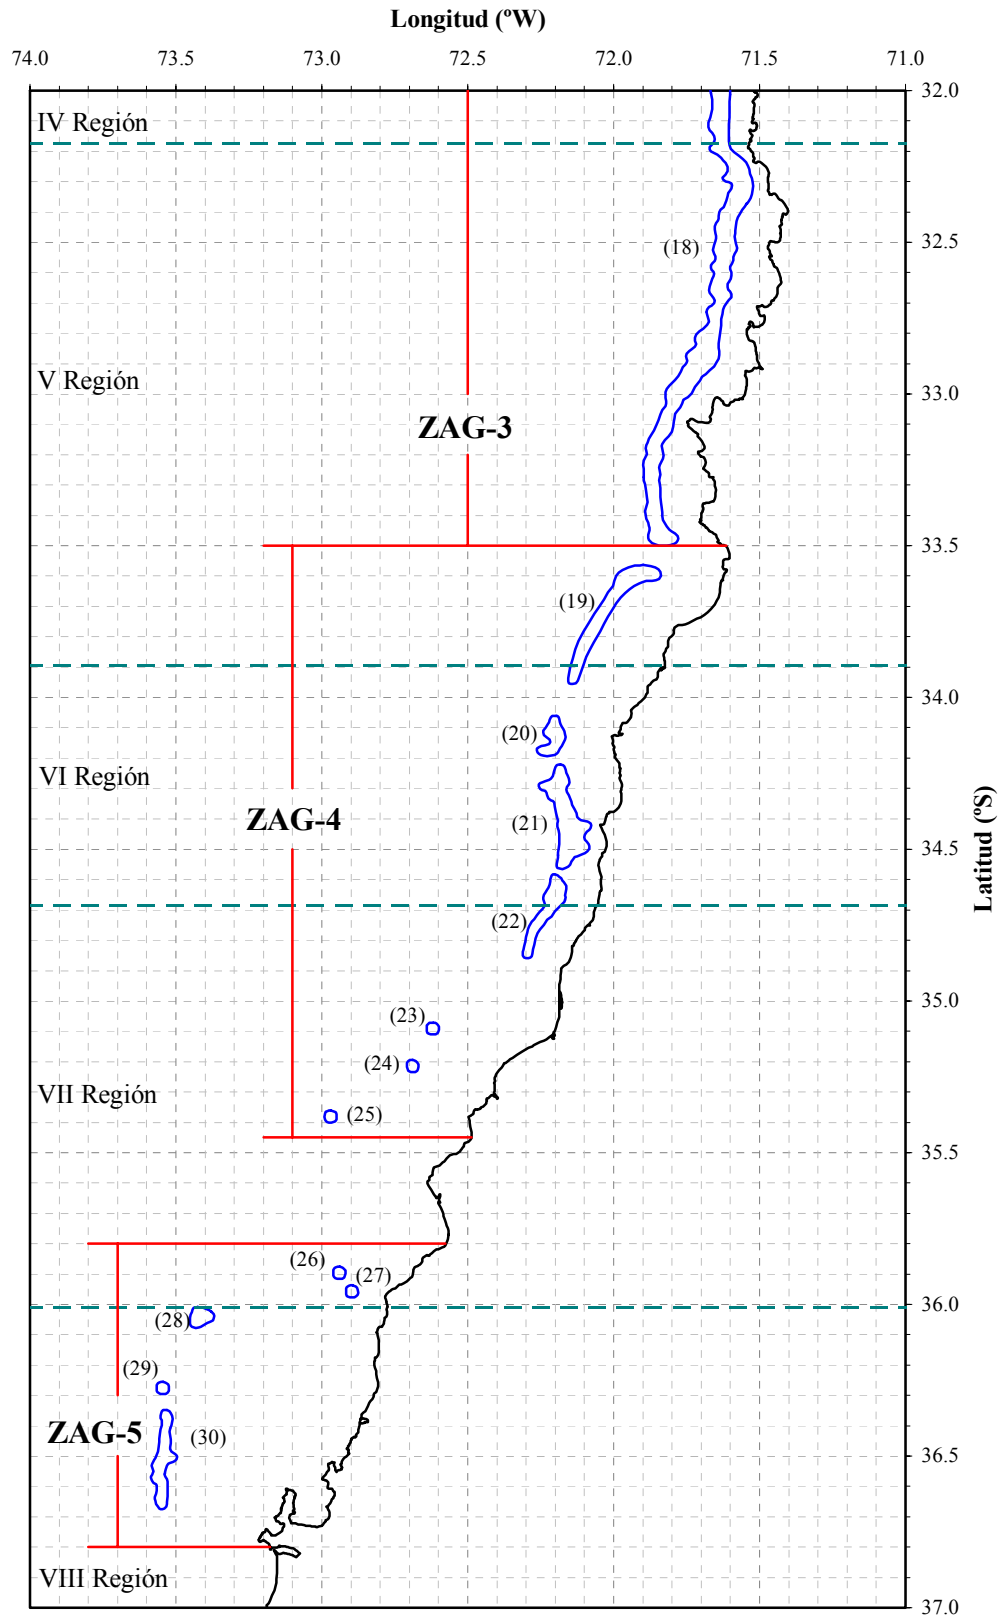 Longitud (ºW)
74.0 73.5 73.0 72.5 72.0 71.5 71.0
32.0
IV Región
32.5
(18)
V Región
33.0
ZAG-3
33.5
(19)
34.0
(20)
VI Región
ZAG-4
(21)
34.5
Latitud (ºS)
(22)
35.0
(23)
(24)
VII Región
(25)
35.5
(26)
(27)
36.0
(28)
(29)
ZAG-5
(30)
36.5
VIII Región
37.0